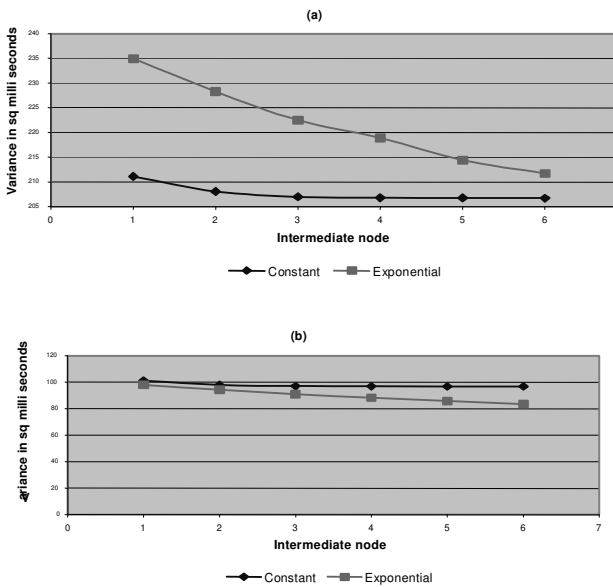 (a)
Variance in sq milli seconds
240
235
230
225
220
215
210
205
0 1 2 3 4 5 6
Intermediate node
Constant Exponential
(b)
Variance in sq milli seconds
120
100
80
60
40
20
0
0 1 2 3 4 5 6 7
Intermediate node
Constant Exponential